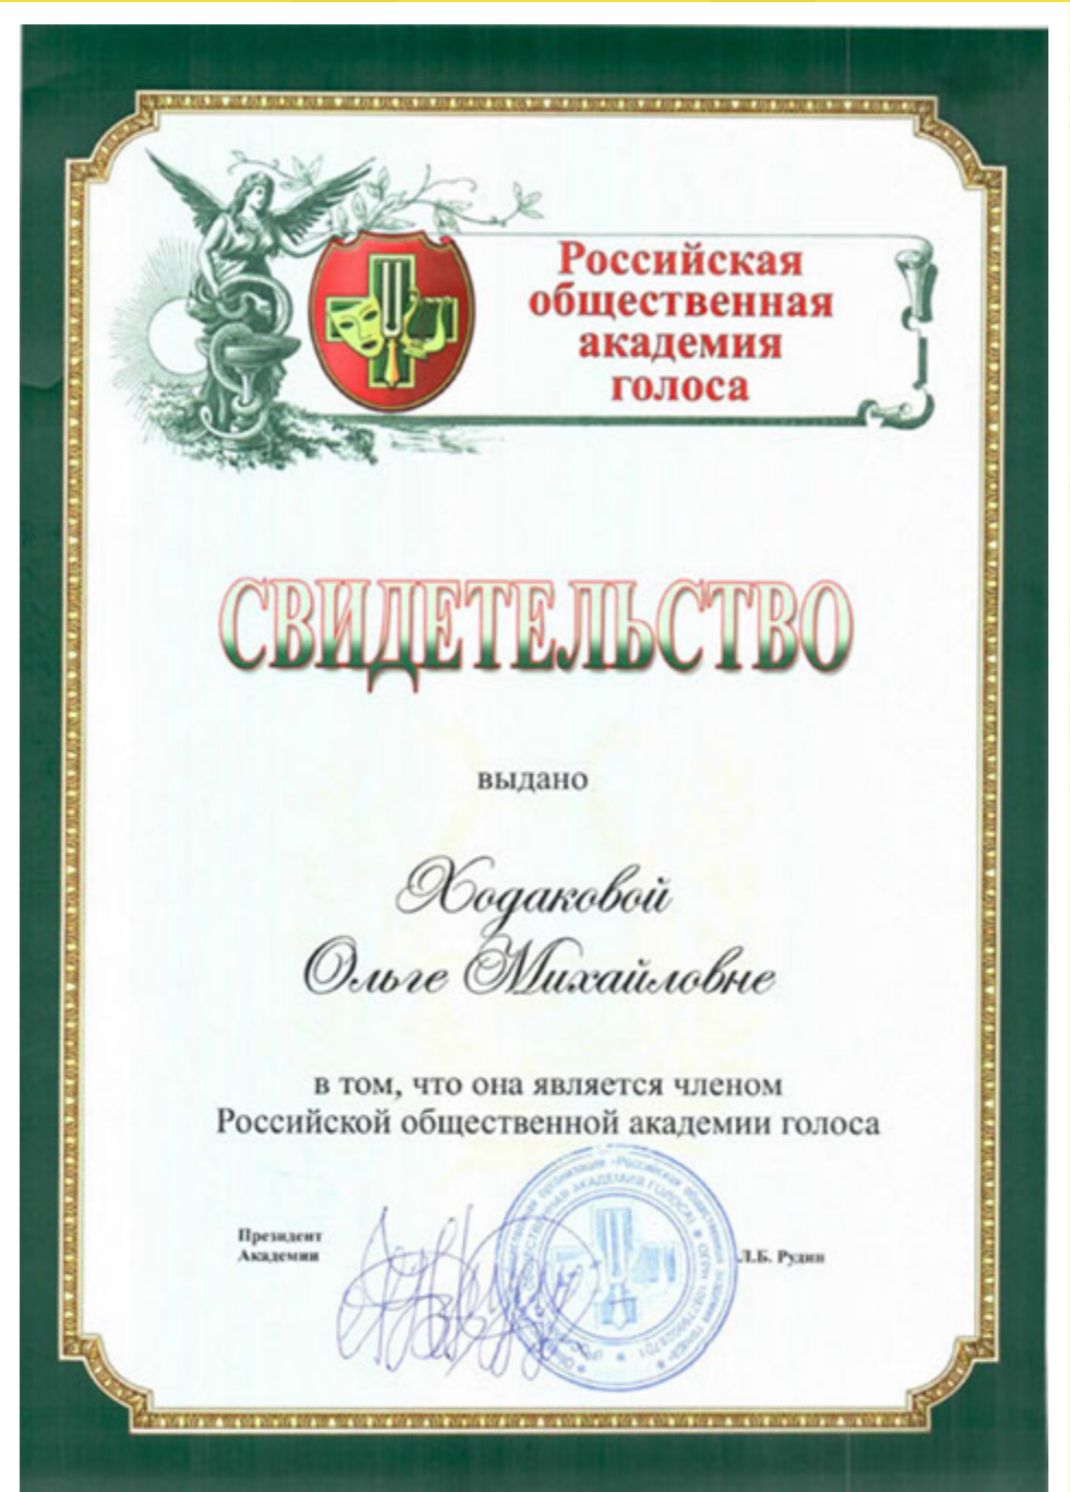 Российская
общественная
академия
голоса
СВИДЕТЕЛЬСТВО
выдано
Ходаковой
Ольге Михайловне
в том, что она является членом
Российской общественной академии голоса
Президент
Академии
Л.Б. Рудин